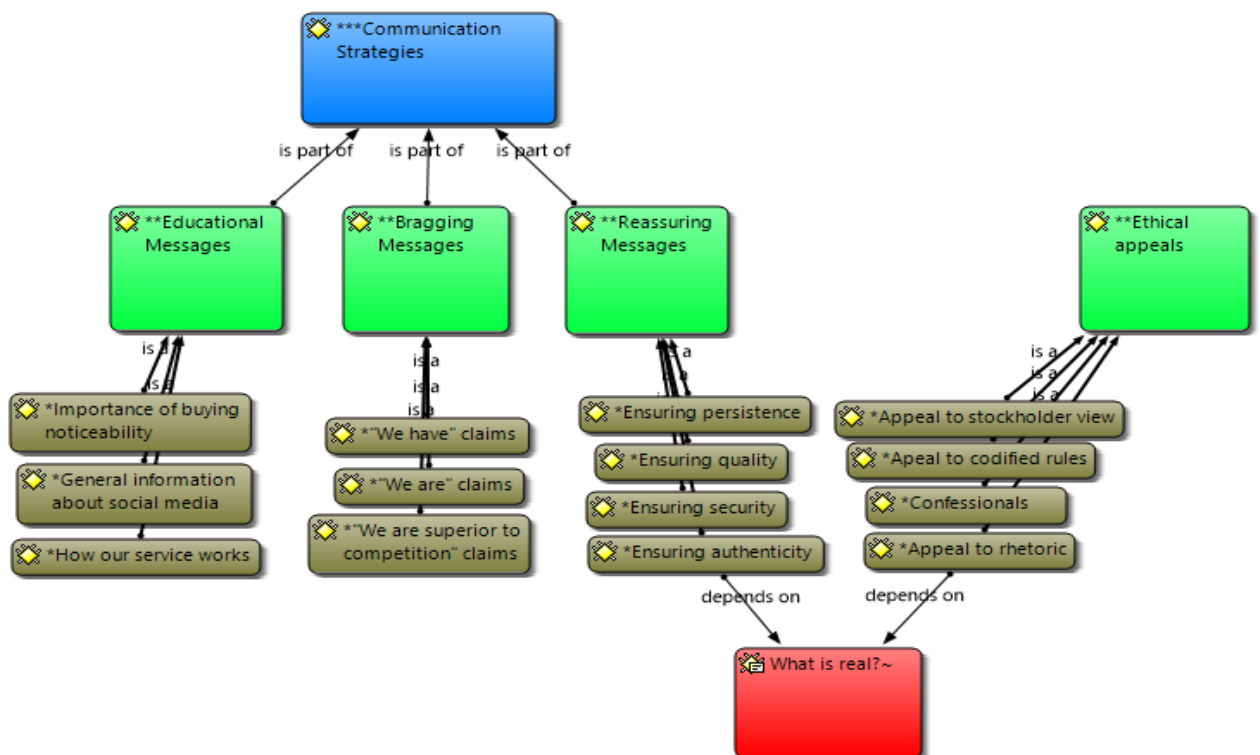 ***Communication
Strategies
is part of
is part of
is part of
**Educational
Messages
**Bragging
Messages
**Reassuring
Messages
**Ethical
appeals
is a
is a
*Importance of buying
noticeability
*General information
about social media
*How our service works
is a
is a
is a
*"We have" claims
*"We are" claims
*"We are superior to
competition" claims
is a
*Ensuring persistence
*Ensuring quality
*Ensuring security
*Ensuring authenticity
is a
is a
is a
*Appeal to stockholder view
*Apeal to codified rules
*Confessionals
*Appeal to rhetoric
depends on
depends on
What is real?~